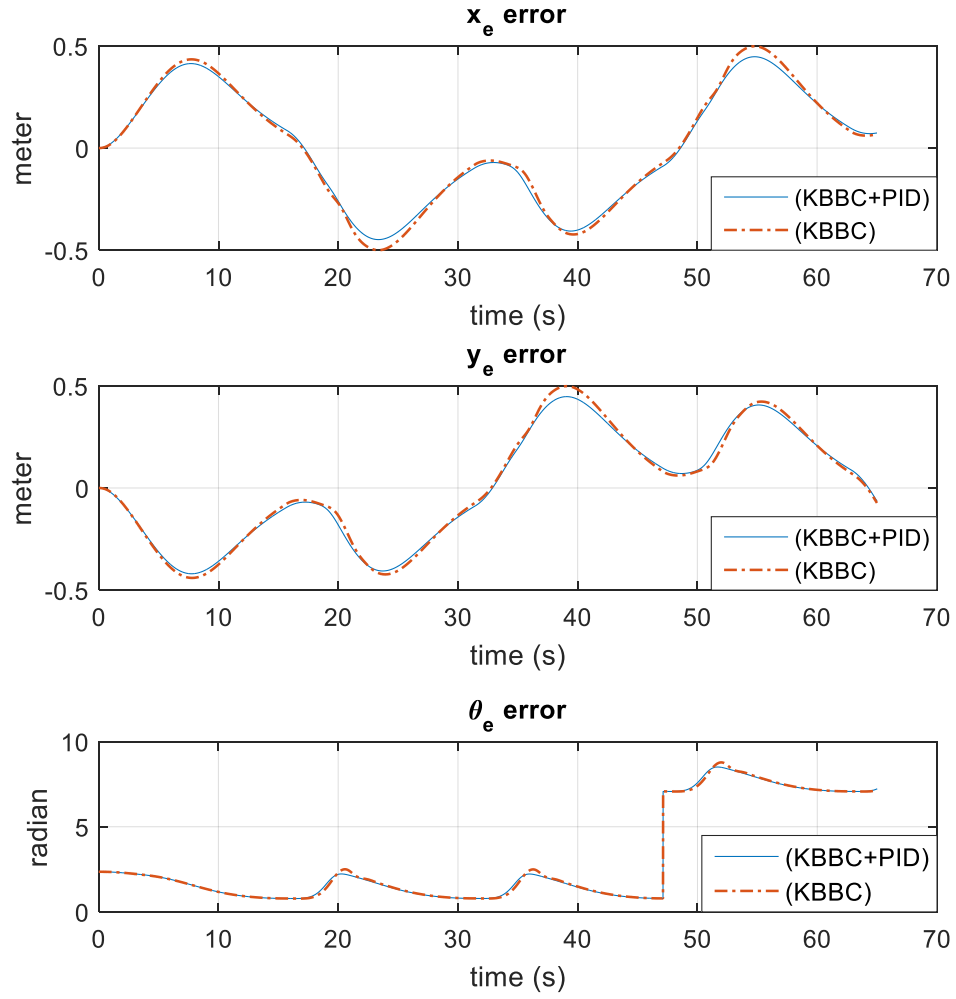 x_e error
0.5
0
-0.5
meter
(KBBC+PID)
(KBBC)
0 10 20 30 40 50 60 70
time (s)
y_e error
0.5
0
-0.5
meter
(KBBC+PID)
(KBBC)
0 10 20 30 40 50 60 70
time (s)
θ_e error
10
5
0
radian
(KBBC+PID)
(KBBC)
0 10 20 30 40 50 60 70
time (s)